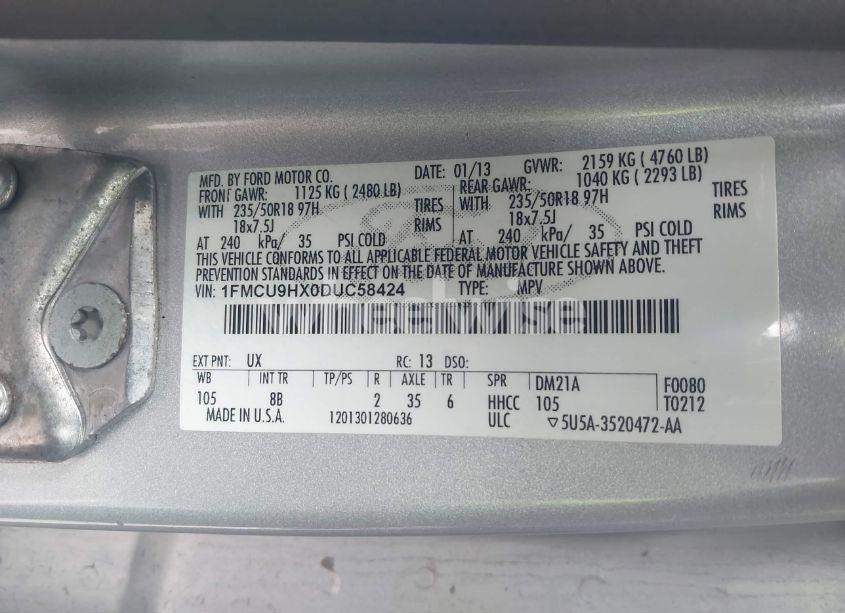 MFD. BY FORD MOTOR CO. DATE: 01/13 GVWR: 2159 KG ( 4760 LB)
FRONT GAWR: 1125 KG ( 2480 LB) REAR GAWR: 1040 KG ( 2293 LB)
WITH 235/50R18 97H TIRES WITH 235/50R18 97H TIRES
18x7.5J RIMS 18x7.5J RIMS
AT 240 kPa/ 35 PSI COLD AT 240 kPa/ 35 PSI COLD
THIS VEHICLE CONFORMS TO ALL APPLICABLE FEDERAL MOTOR VEHICLE SAFETY AND THEFT
PREVENTION STANDARDS IN EFFECT ON THE DATE OF MANUFACTURE SHOWN ABOVE.
VIN: 1FMCU9HX0DUC58424 TYPE: MPV
EXT PNT: UX RC: 13 DSO:
WB INT TR TP/PS R AXLE TR SPR DM21A F0080
105 8B 2 35 6 HHCC 105 T0212
MADE IN U.S.A. 1201301280636 ULC ▽5U5A-3520472-AA